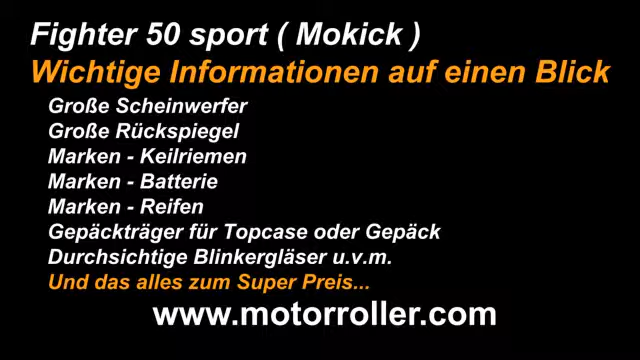 Fighter 50 sport ( Mokick )
Wichtige Informationen auf einen Blick
Große Scheinwerfer
Große Rückspiegel
Marken - Keilriemen
Marken - Batterie
Marken - Reifen
Gepäckträger für Topcase oder Gepäck
Durchsichtige Blinkergläser u.v.m.
Und das alles zum Super Preis...
www.motorroller.com